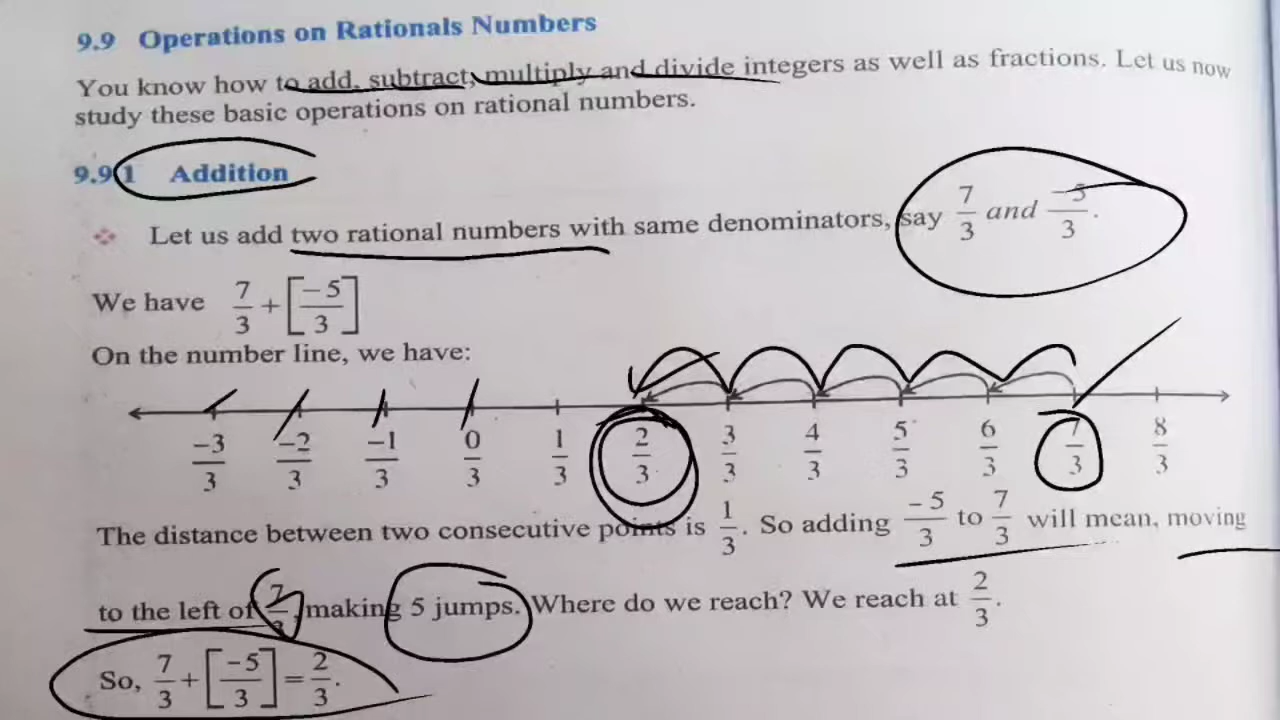 9.9 Operations on Rationals Numbers
You know how to add, subtract, multiply and divide integers as well as fractions. Let us now
study these basic operations on rational numbers.
9.9.1 Addition
❖ Let us add two rational numbers with same denominators, say 7/3 and -5/3.
We have 7/3 + [-5/3]
On the number line, we have:
-3/3 -2/3 -1/3 0/3 1/3 2/3 3/3 4/3 5/3 6/3 7/3 8/3
The distance between two consecutive points is 1/3. So adding -5/3 to 7/3 will mean, moving
to the left of 7/3, making 5 jumps. Where do we reach? We reach at 2/3.
So, 7/3 + [-5/3] = 2/3.